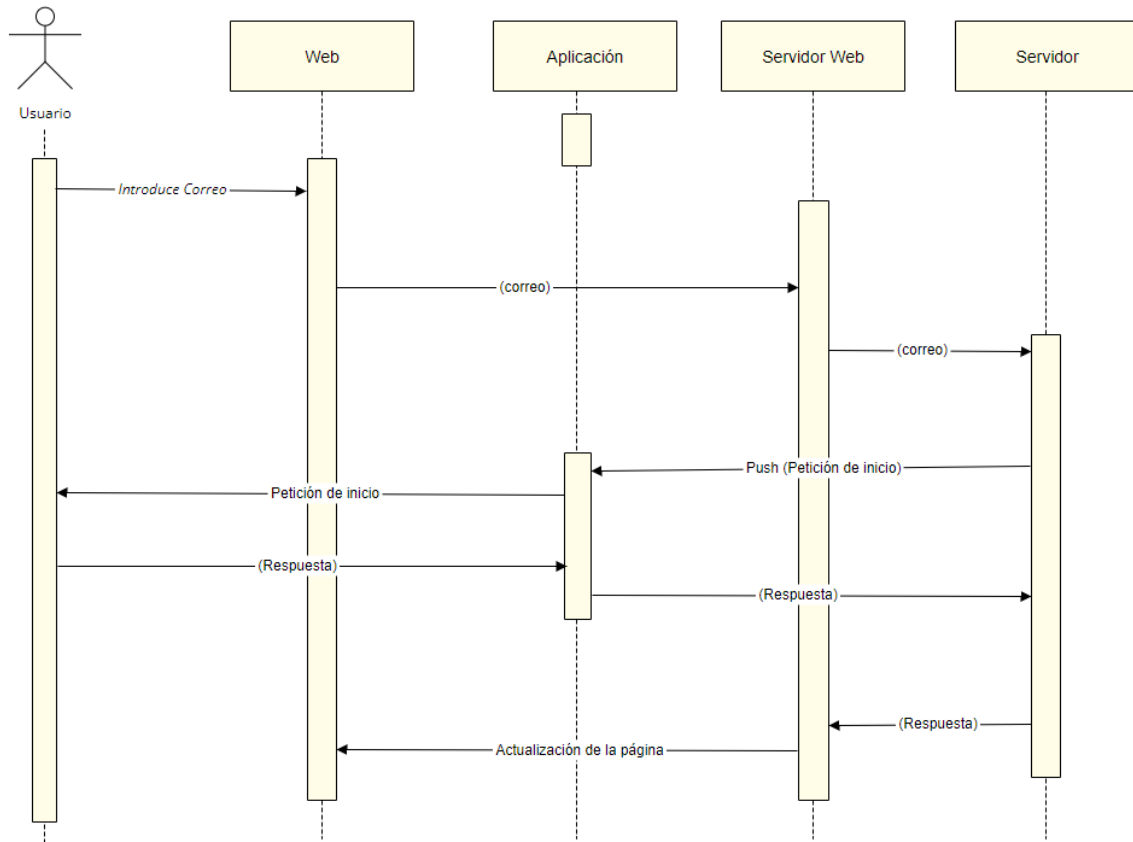 Usuario
Web
Aplicación
Servidor Web
Servidor
Introduce Correo
(correo)
(correo)
Push (Petición de inicio)
Petición de inicio
(Respuesta)
(Respuesta)
(Respuesta)
Actualización de la página